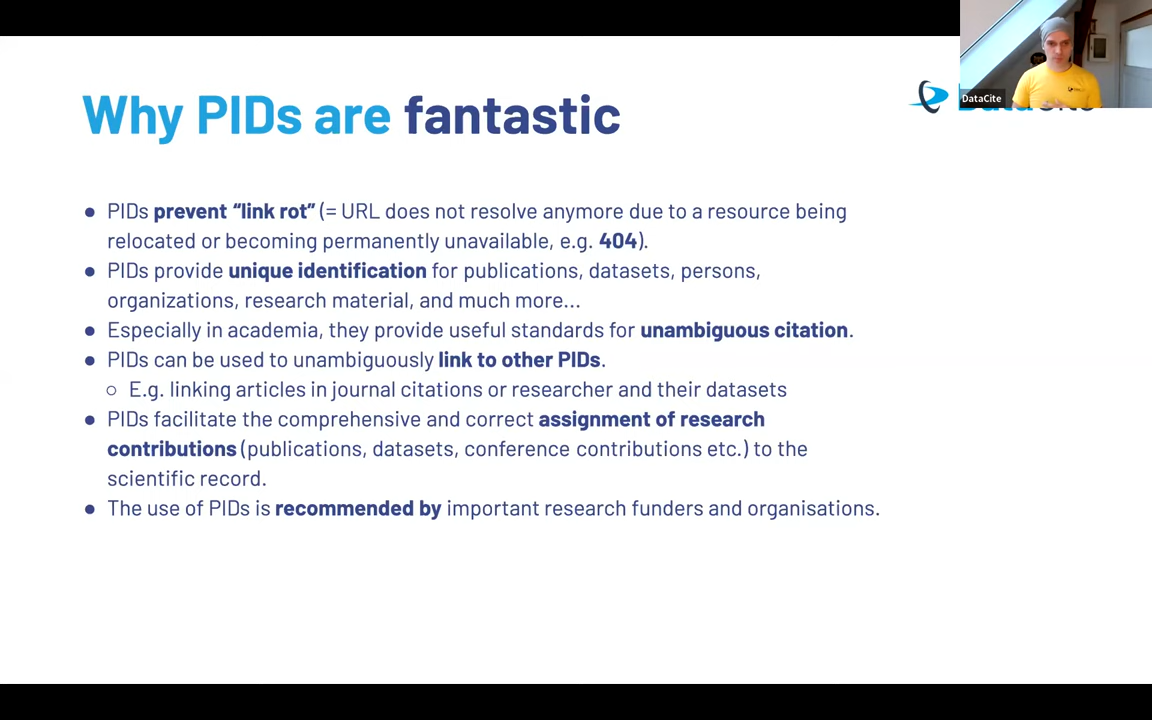 DataCite
Why PIDs are fantastic
● PIDs prevent “link rot” (= URL does not resolve anymore due to a resource being
relocated or becoming permanently unavailable, e.g. 404).
● PIDs provide unique identification for publications, datasets, persons,
organizations, research material, and much more...
● Especially in academia, they provide useful standards for unambiguous citation.
● PIDs can be used to unambiguously link to other PIDs.
○ E.g. linking articles in journal citations or researcher and their datasets
● PIDs facilitate the comprehensive and correct assignment of research
contributions (publications, datasets, conference contributions etc.) to the
scientific record.
● The use of PIDs is recommended by important research funders and organisations.